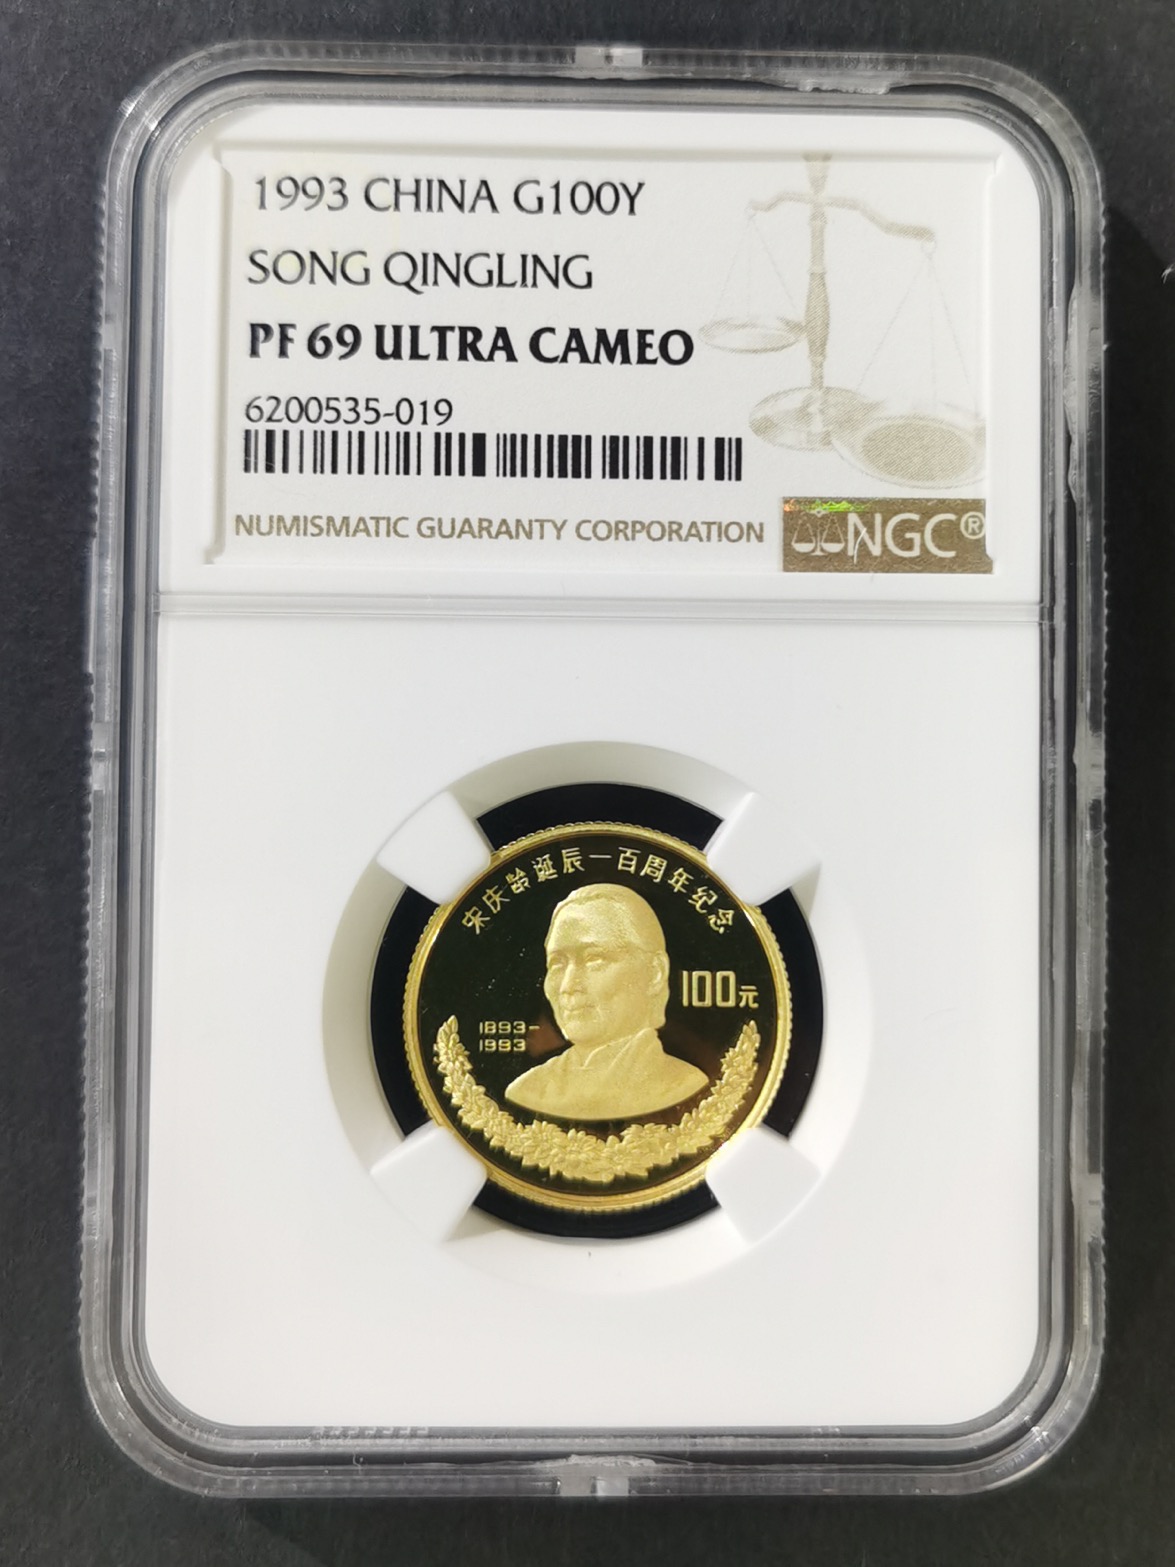 1993 CHINA G100Y
SONG QINGLING
PF 69 ULTRA CAMEO
6200535-019
NUMISMATIC GUARANTY CORPORATION
NGC®
宋庆龄诞辰一百周年纪念
100元
1893-
1993